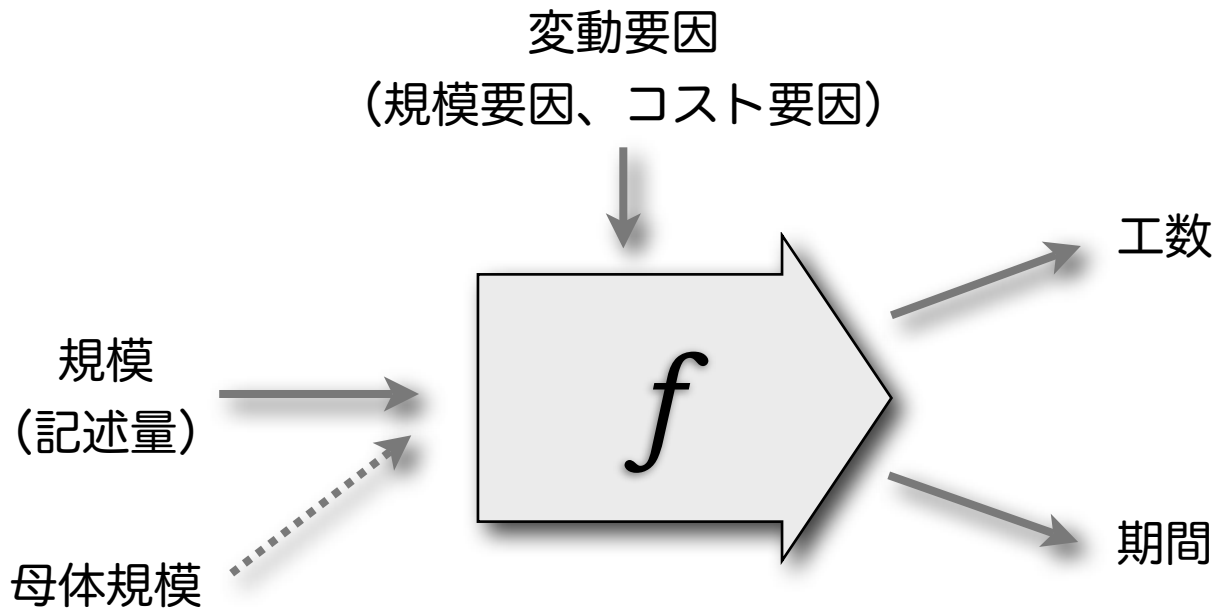 変動要因
（規模要因、コスト要因）
工数
規模
（記述量）
f
母体規模
期間